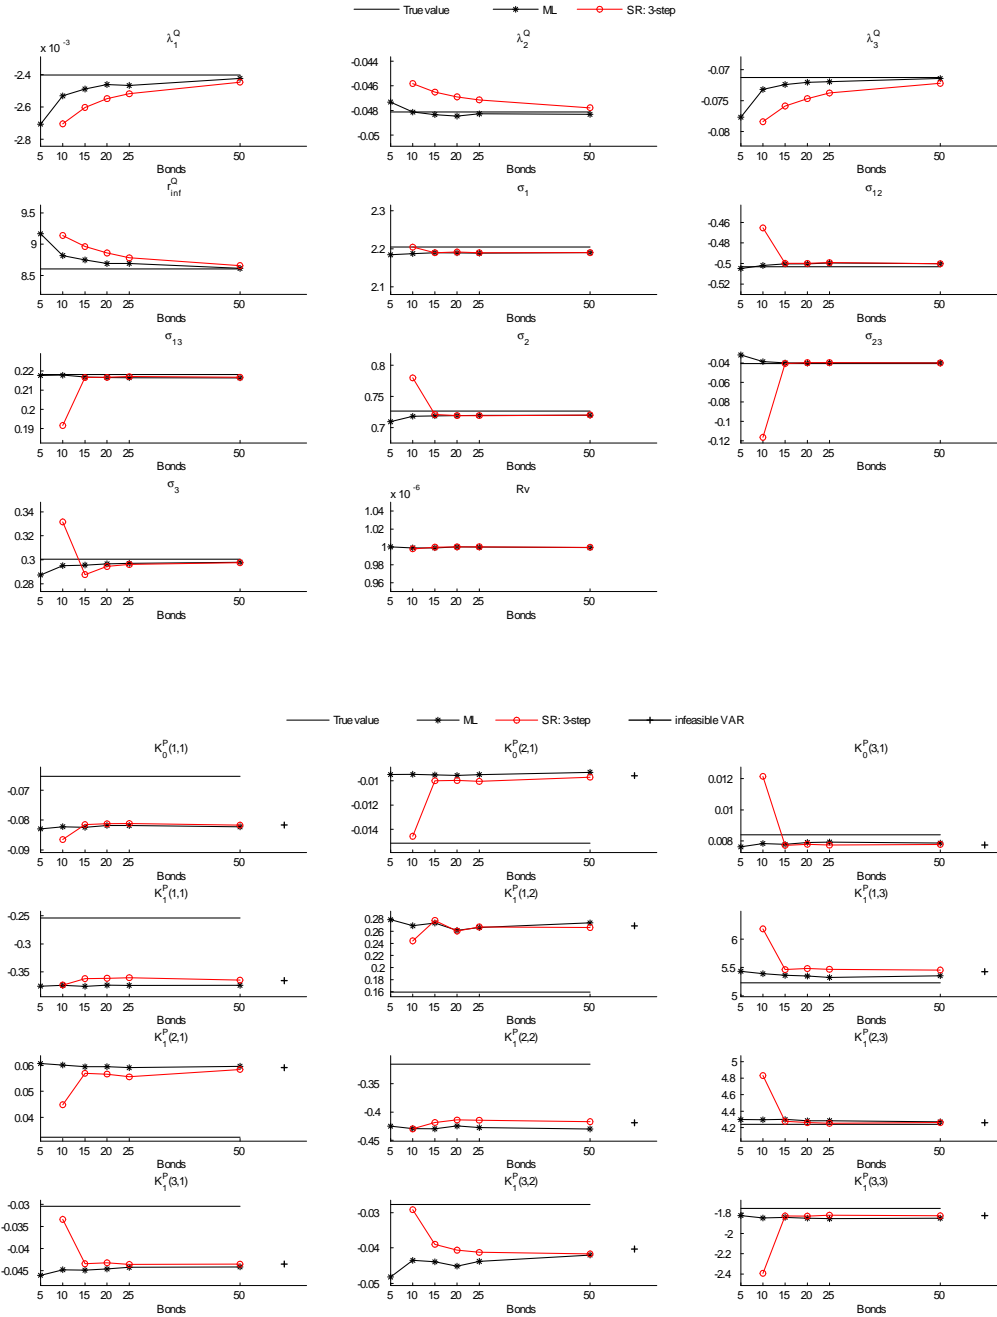 True value ML SR: 3-step
x 10 -3 λ1Q λ2Q λ3Q
-2.4 -0.044 -0.07
-2.6 -0.046 -0.075
-2.8 -0.048 -0.08
-0.05
5 10 15 20 25 50 5 10 15 20 25 50 5 10 15 20 25 50
Bonds Bonds Bonds
rinfQ σ1 σ12
9.5 2.3 -0.46
9 2.2 -0.48
8.5 2.1 -0.5
-0.52
5 10 15 20 25 50 5 10 15 20 25 50 5 10 15 20 25 50
Bonds Bonds Bonds
σ13 σ2 σ23
0.22 0.8 -0.04
0.21 0.75 -0.06
0.2 0.7 -0.08
0.19 -0.1
-0.12
5 10 15 20 25 50 5 10 15 20 25 50 5 10 15 20 25 50
Bonds Bonds Bonds
σ3 x 10 -6 Rv
0.34 1.04
0.32 1.02
0.3 1
0.28 0.98
0.96
5 10 15 20 25 50 5 10 15 20 25 50
Bonds Bonds
True value ML SR: 3-step infeasible VAR
K0P(1,1) K0P(2,1) K0P(3,1)
-0.07 -0.01 0.012
-0.08 -0.012 0.01
-0.09 -0.014 0.008
5 10 15 20 25 50 5 10 15 20 25 50 5 10 15 20 25 50
Bonds Bonds Bonds
K1P(1,1) K1P(1,2) K1P(1,3)
-0.25 0.28 6
-0.3 0.26 5.5
-0.35 0.24 5
0.22
0.2
0.18
0.16
5 10 15 20 25 50 5 10 15 20 25 50 5 10 15 20 25 50
Bonds Bonds Bonds
K1P(2,1) K1P(2,2) K1P(2,3)
0.06 -0.35 5
0.05 -0.4 4.8
0.04 -0.45 4.6
4.4
4.2
5 10 15 20 25 50 5 10 15 20 25 50 5 10 15 20 25 50
Bonds Bonds Bonds
K1P(3,1) K1P(3,2) K1P(3,3)
-0.03 -0.03 -1.8
-0.035 -0.04 -2
-0.04 -0.05 -2.2
-0.045 -2.4
5 10 15 20 25 50 5 10 15 20 25 50 5 10 15 20 25 50
Bonds Bonds Bonds